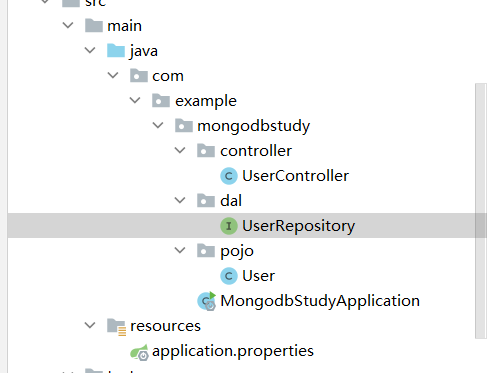 src
main
java
com
example
mongodbstudy
controller
C UserController
dal
I UserRepository
pojo
C User
MongodbStudyApplication
resources
application.properties